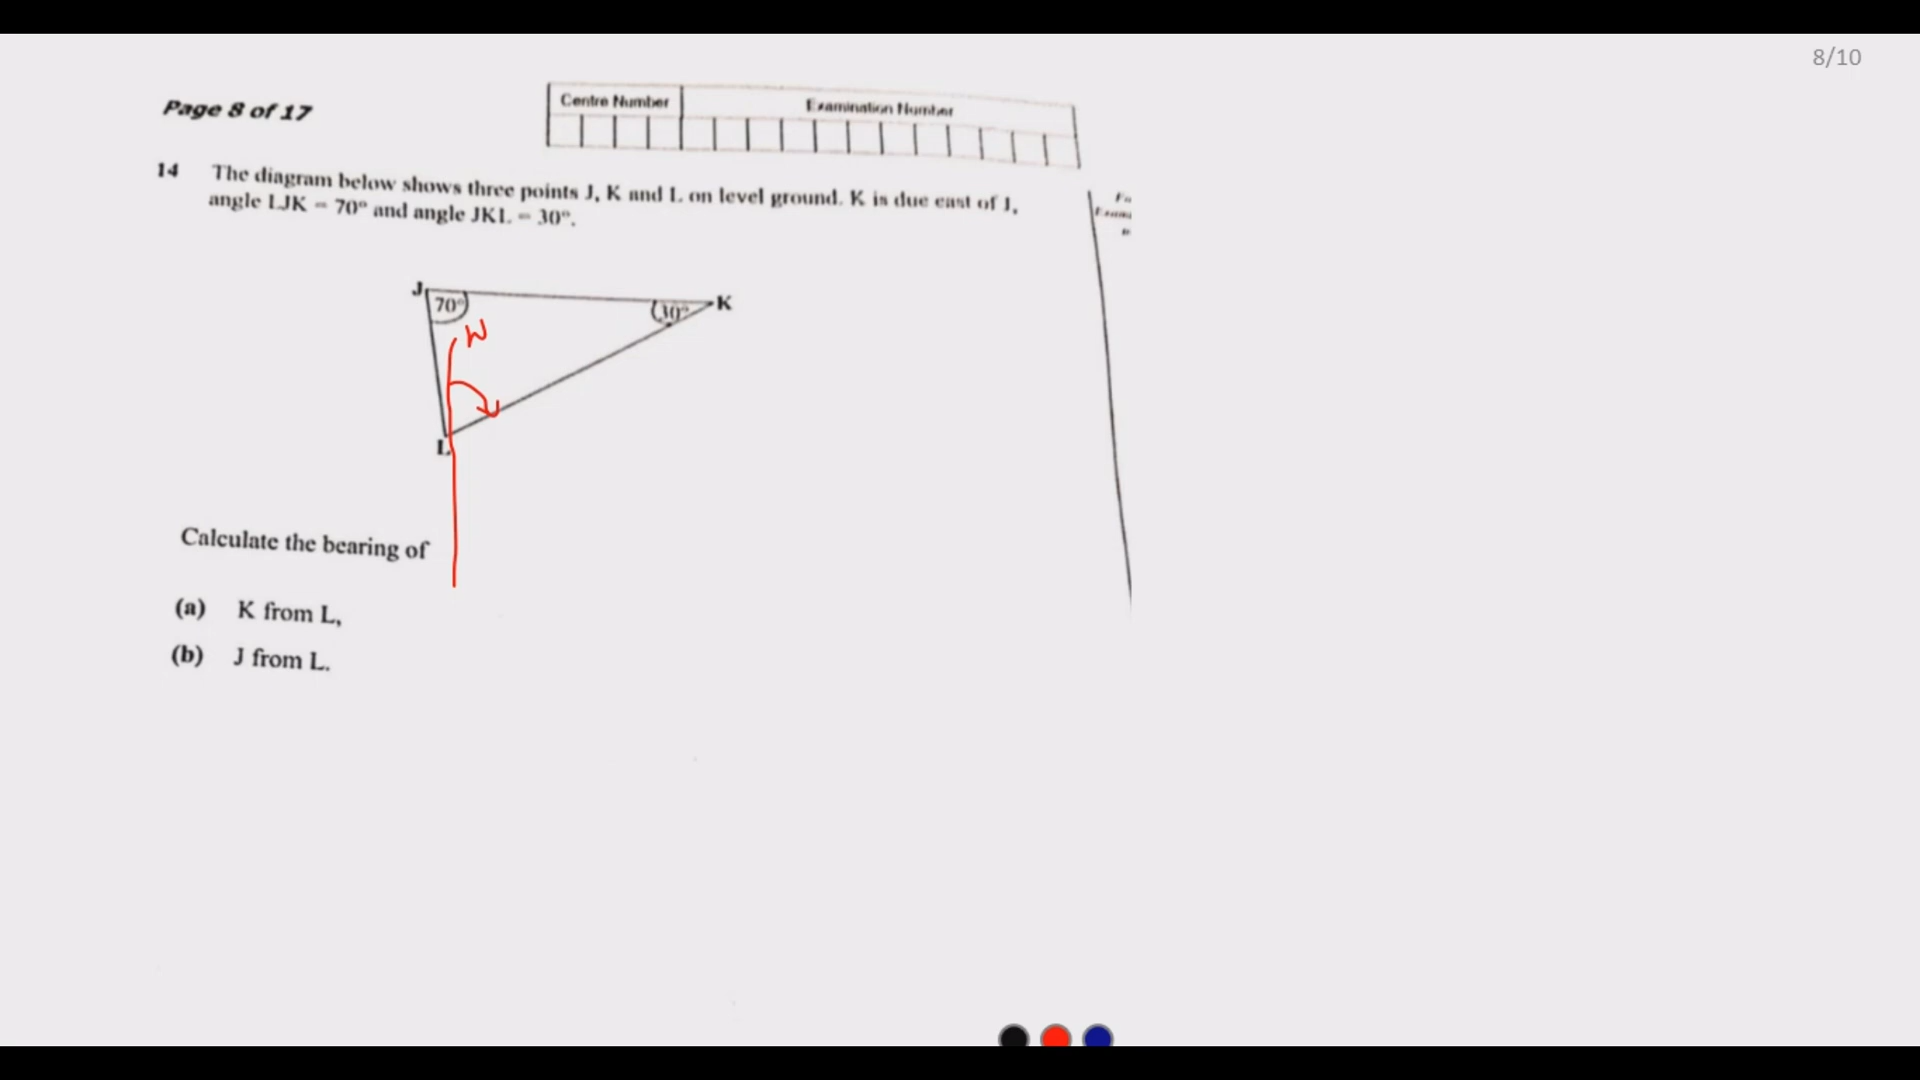 8/10
Page 8 of 17
Centre Number
Examination Number
14 The diagram below shows three points J, K and L on level ground. K is due east of J,
angle LJK = 70° and angle JKL = 30°.
J
70°
30°
K
N
L
Calculate the bearing of
(a) K from L,
(b) J from L.